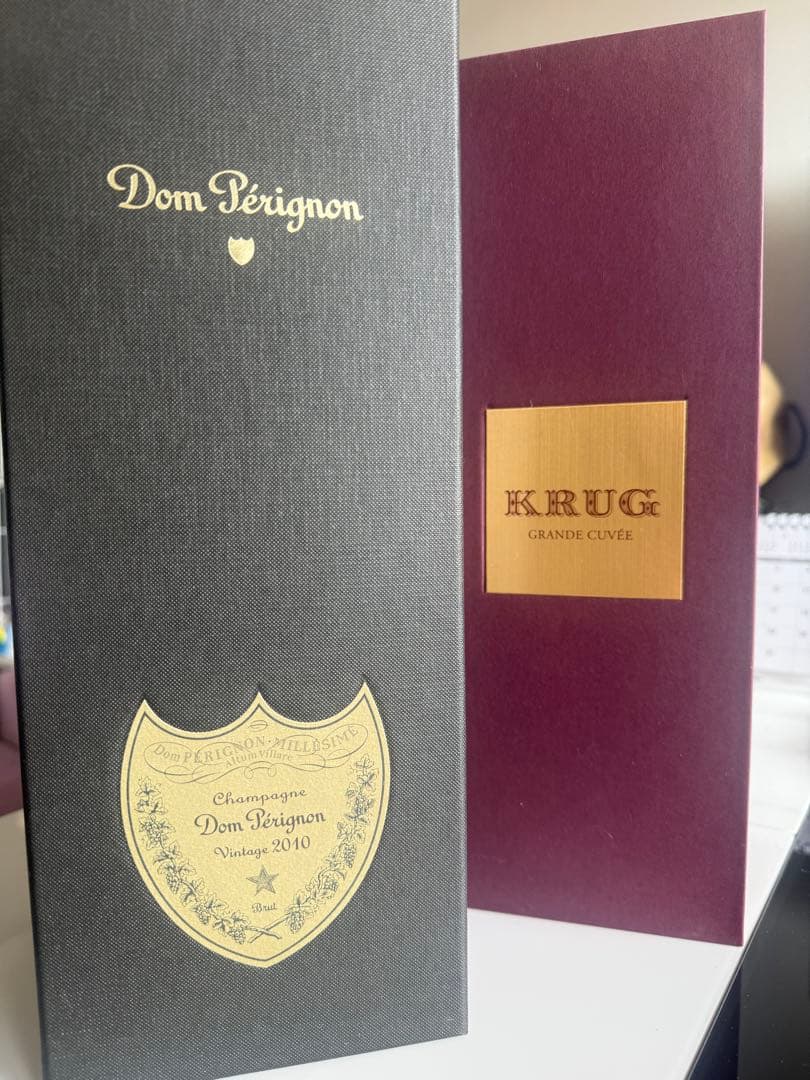 Dom Pérignon
Dom PÉRIGNON · MILLÉSIME
Altum Villare
Champagne
Dom Pérignon
Vintage 2010
Brut
KRUG
GRANDE CUVÉE